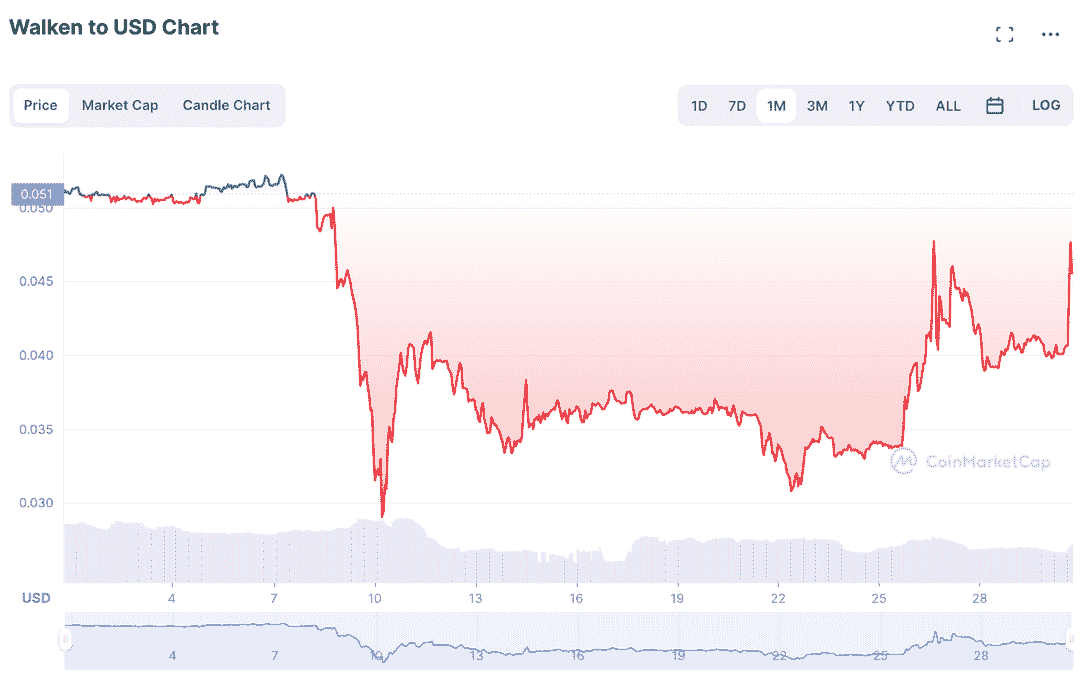 Walken to USD Chart
Price Market Cap Candle Chart
1D 7D 1M 3M 1Y YTD ALL LOG
0.051
0.050
0.045
0.040
0.035
CoinMarketCap
0.030
USD 4 7 10 13 16 19 22 25 28
4 7 10 13 16 19 22 25 28